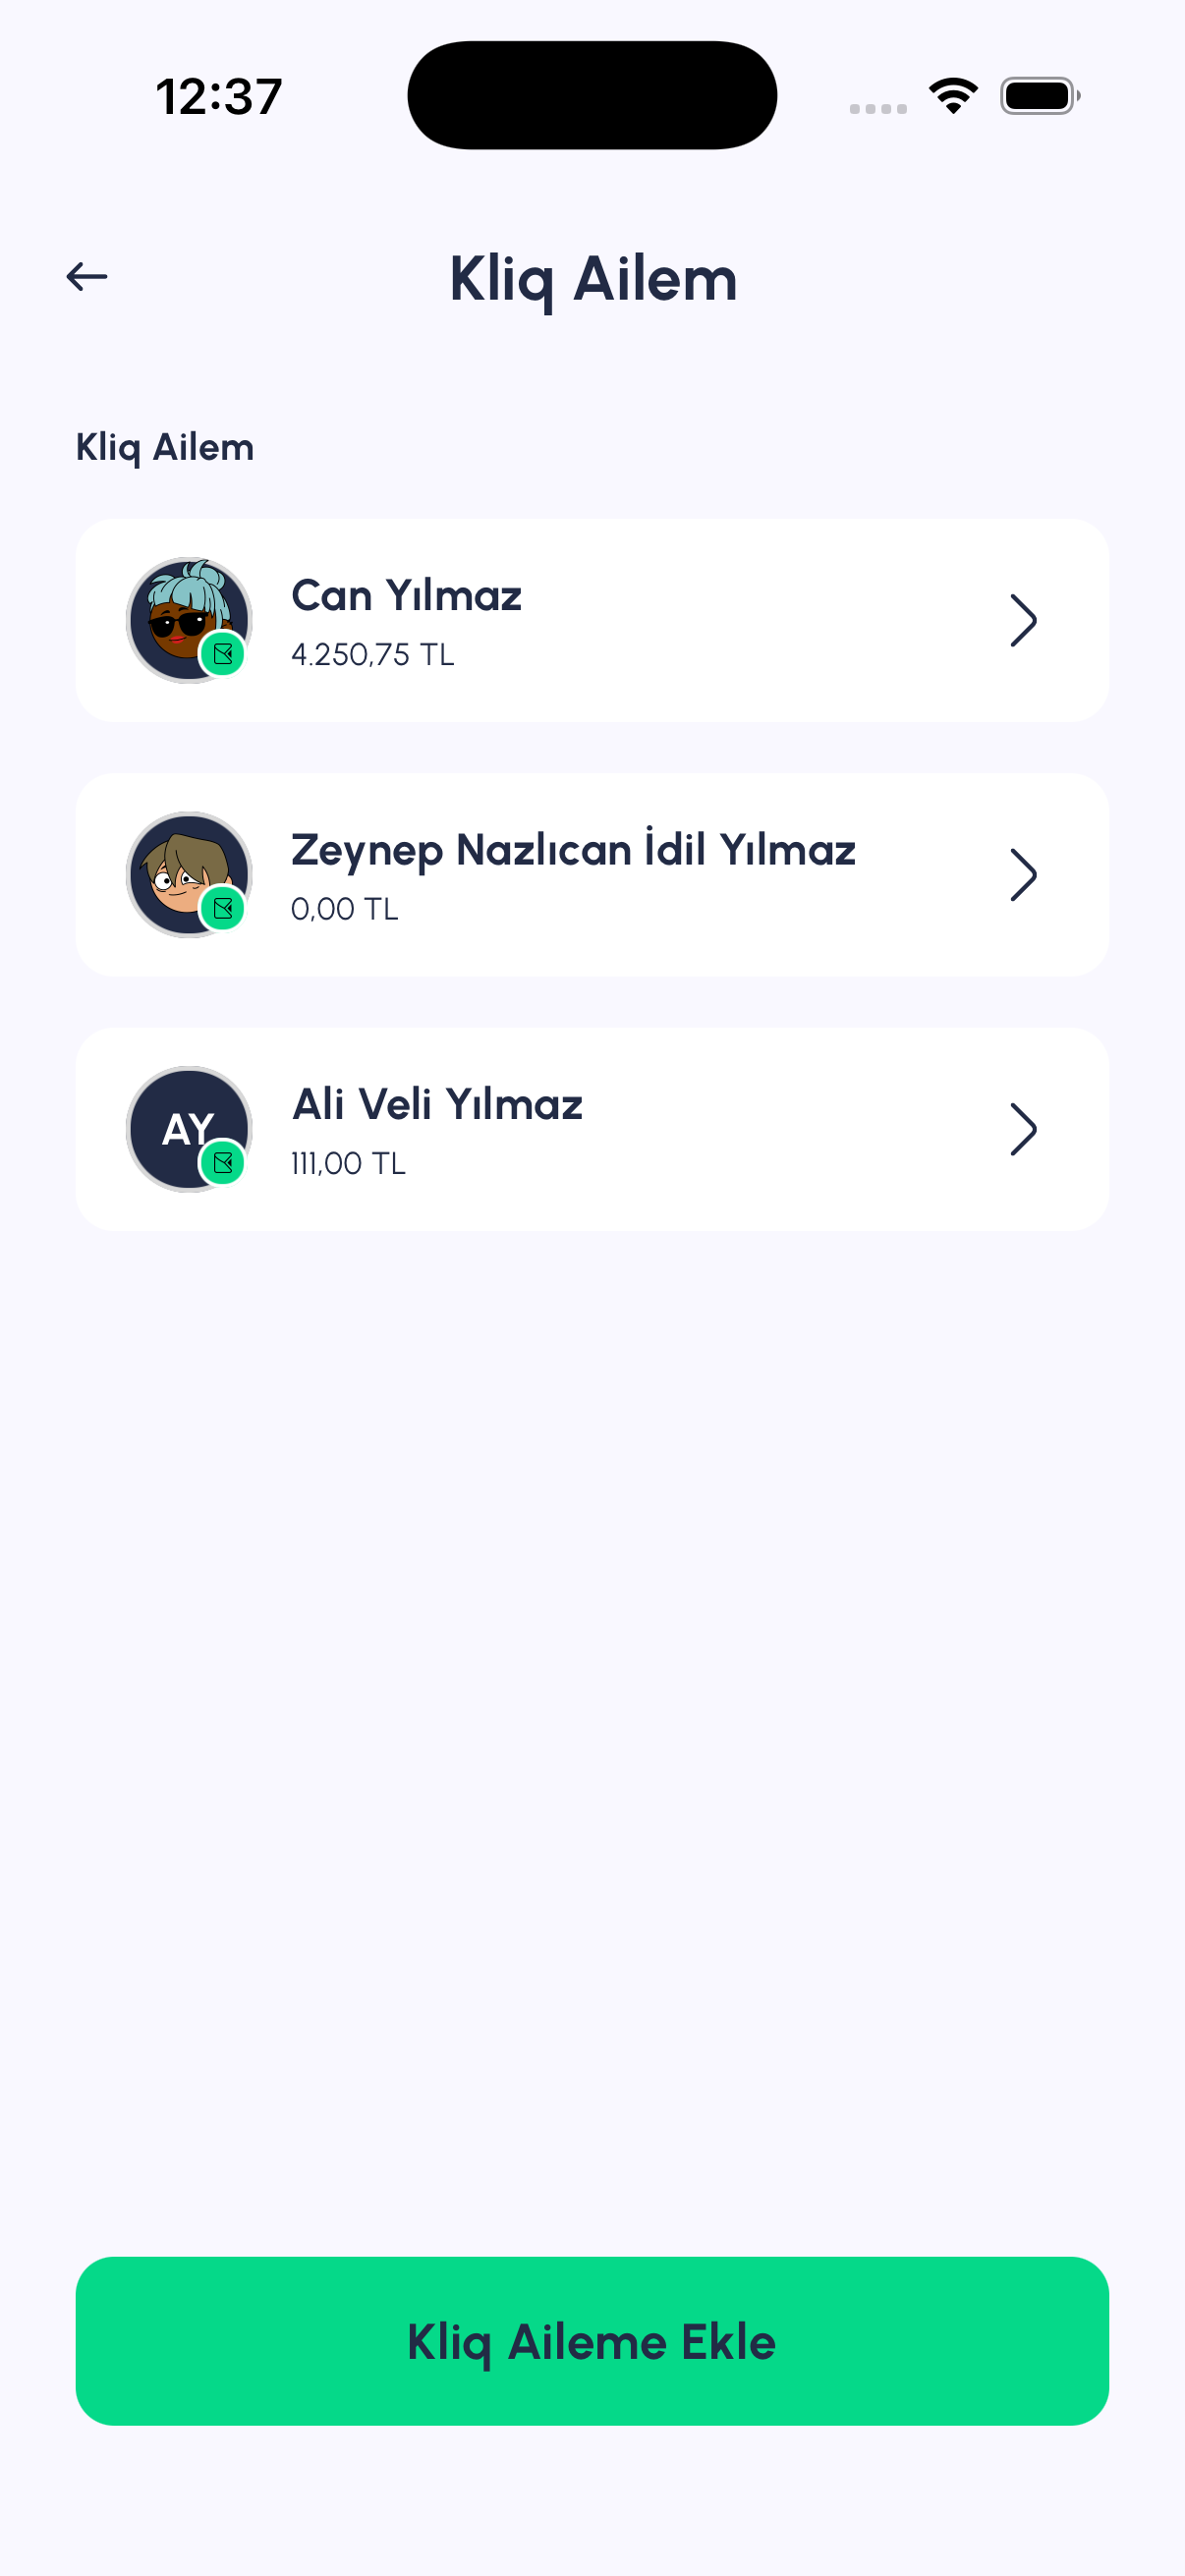 12:37
Kliq Ailem
Kliq Ailem
Can Yılmaz
4.250,75 TL
Zeynep Nazlıcan İdil Yılmaz
0,00 TL
AY
Ali Veli Yılmaz
111,00 TL
Kliq Aileme Ekle